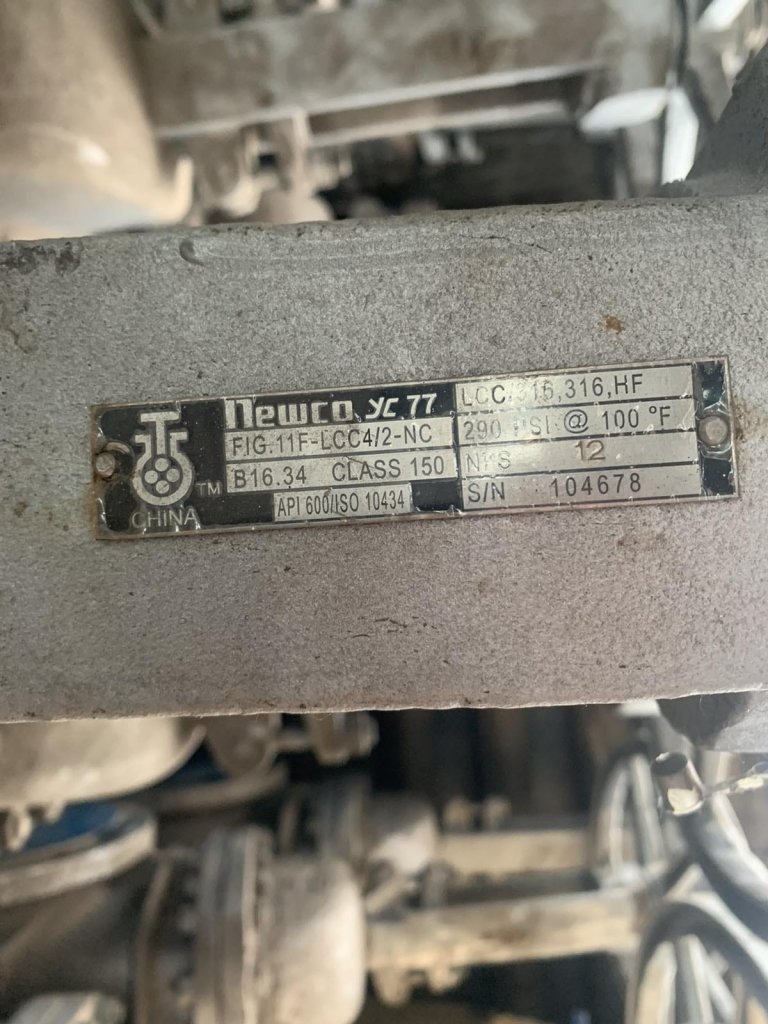 TM
CHINA
newco YC 77
FIG.11F-LCC4/2-NC
B16.34 CLASS 150
API 600/ISO 10434
LCC,316,316,HF
290 PSI @ 100 °F
NPS 12
S/N 104678